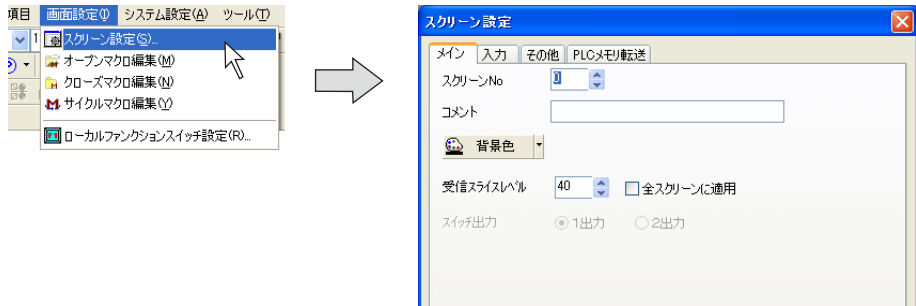 項目 画面設定(I) システム設定(A) ツール(T)
1 スクリーン設定(S)...
オープンマクロ編集(M)
クローズマクロ編集(N)
サイクルマクロ編集(Y)
ローカルファンクションスイッチ設定(R)...
スクリーン設定
メイン 入力 その他 PLCメモリ転送
スクリーンNo 0
コメント
背景色
受信スライスレベル 40 全スクリーンに適用
スイッチ出力 1出力 2出力